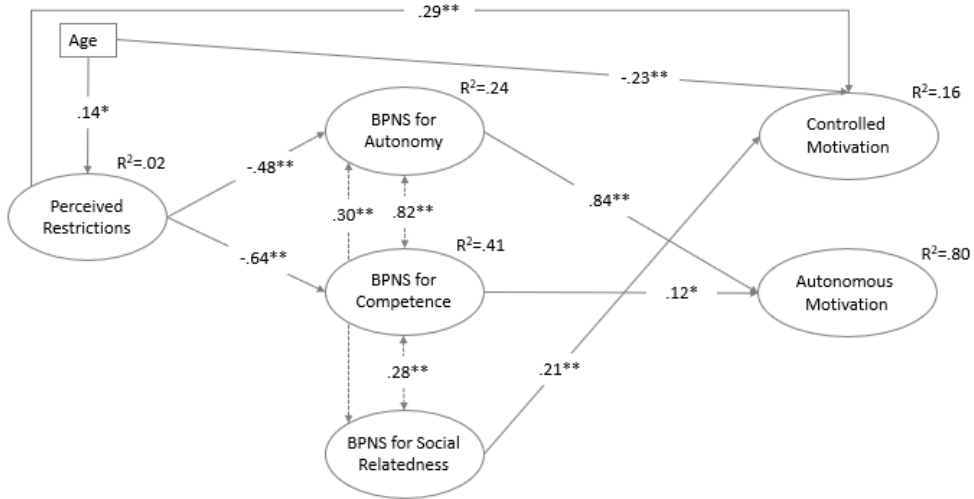 .29**
Age
-.23**
R²=.24
R²=.16
BPNS for
Autonomy
Controlled
Motivation
.14*
R²=.02
-.48**
Perceived
Restrictions
.30**
.82**
.84**
-.64**
R²=.41
R²=.80
BPNS for
Competence
.12*
Autonomous
Motivation
.28**
.21**
BPNS for Social
Relatedness